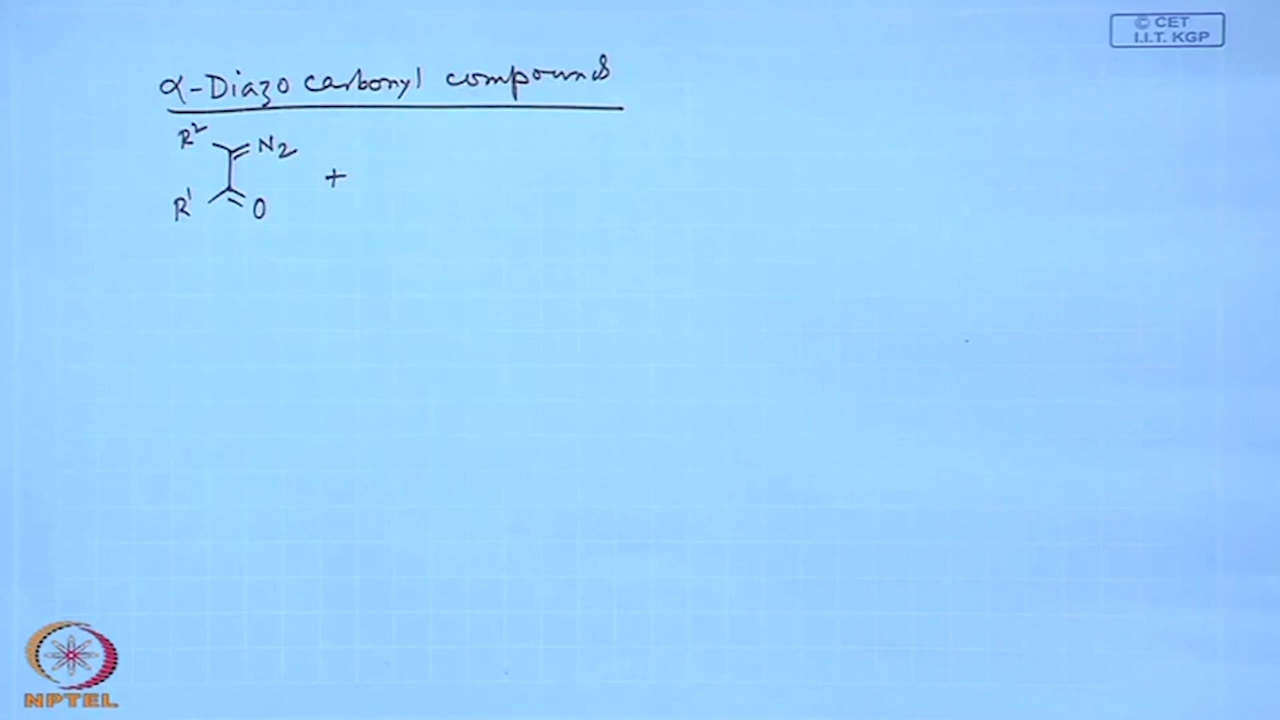 © CET
I.I.T. KGP
α-Diazo carbonyl compounds
R²
N₂
+
R¹
O
NPTEL